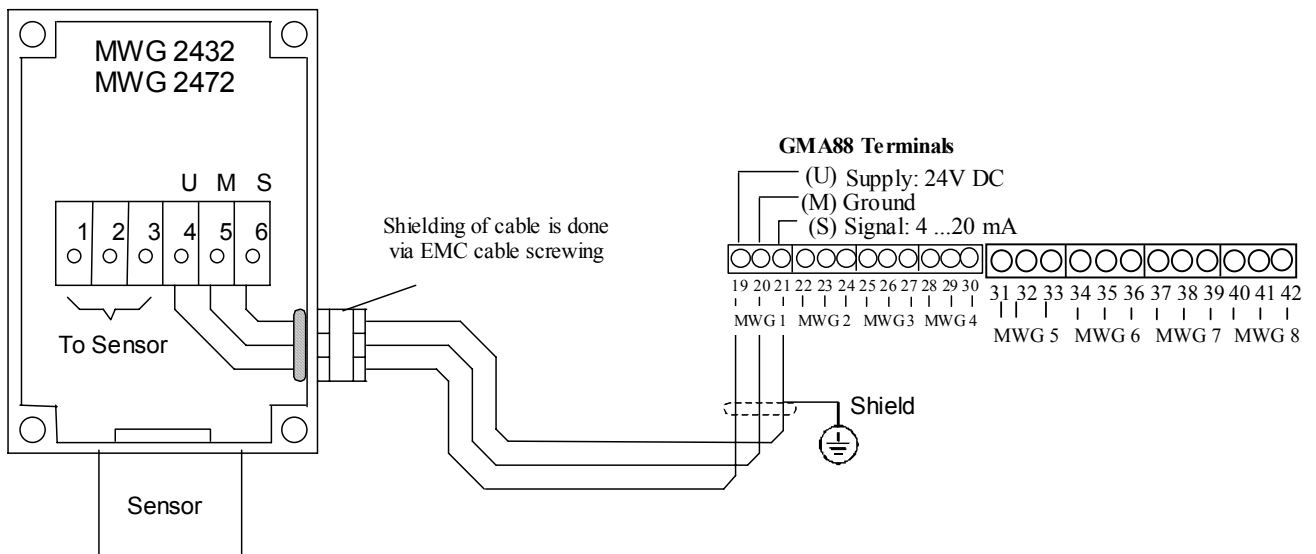 MWG 2432
MWG 2472
U M S
1 2 3 4 5 6
To Sensor
Sensor
Shielding of cable is done
via EMC cable screwing
GMA88 Terminals
(U) Supply: 24V DC
(M) Ground
(S) Signal: 4 ...20 mA
19 20 21 22 23 24 25 26 27 28 29 30 31 32 33 34 35 36 37 38 39 40 41 42
MWG 1 MWG 2 MWG 3 MWG 4 MWG 5 MWG 6 MWG 7 MWG 8
Shield